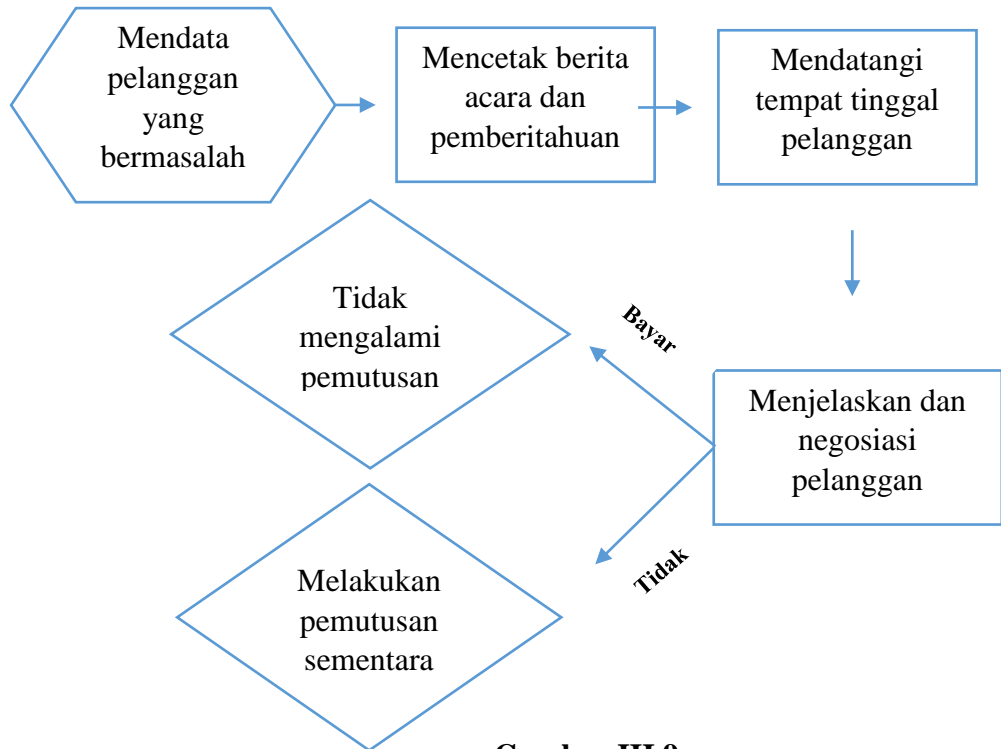 Mendata
pelanggan
yang
bermasalah
Mencetak berita
acara dan
pemberitahuan
Mendatangi
tempat tinggal
pelanggan
Tidak
mengalami
pemutusan
Bayar
Menjelaskan dan
negosiasi
pelanggan
Tidak
Melakukan
pemutusan
sementara